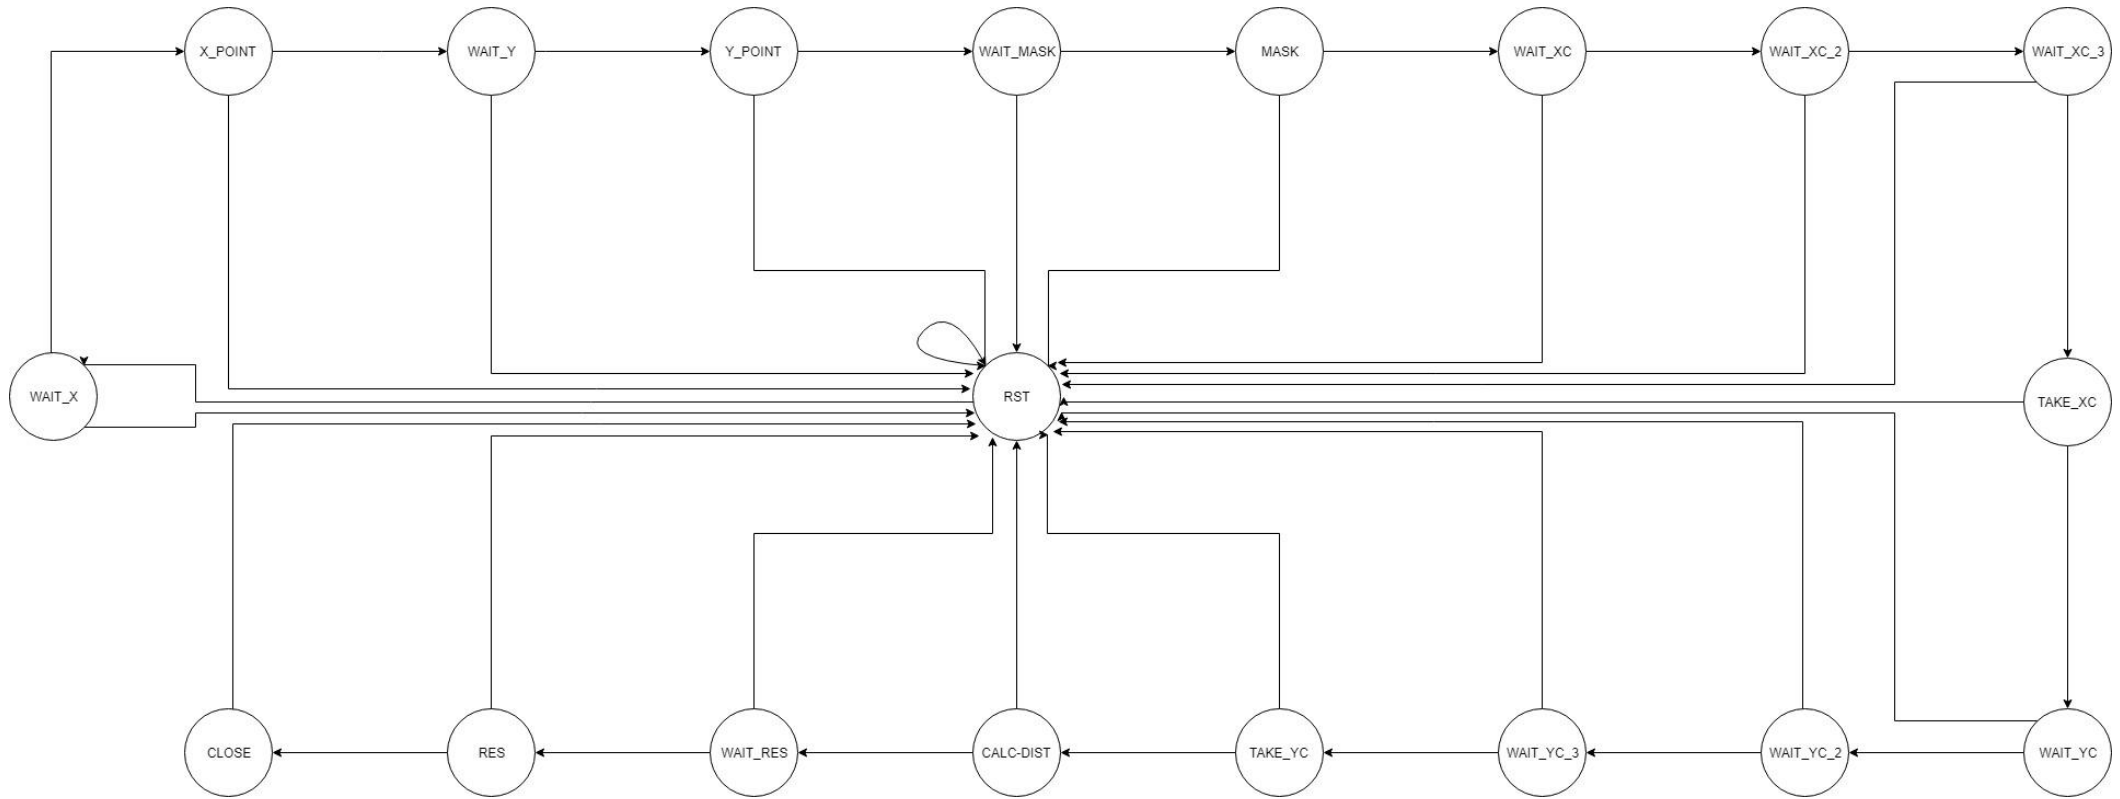 X_POINT
WAIT_Y
Y_POINT
WAIT_MASK
MASK
WAIT_XC
WAIT_XC_2
WAIT_XC_3
WAIT_X
RST
TAKE_XC
CLOSE
RES
WAIT_RES
CALC-DIST
TAKE_YC
WAIT_YC_3
WAIT_YC_2
WAIT_YC